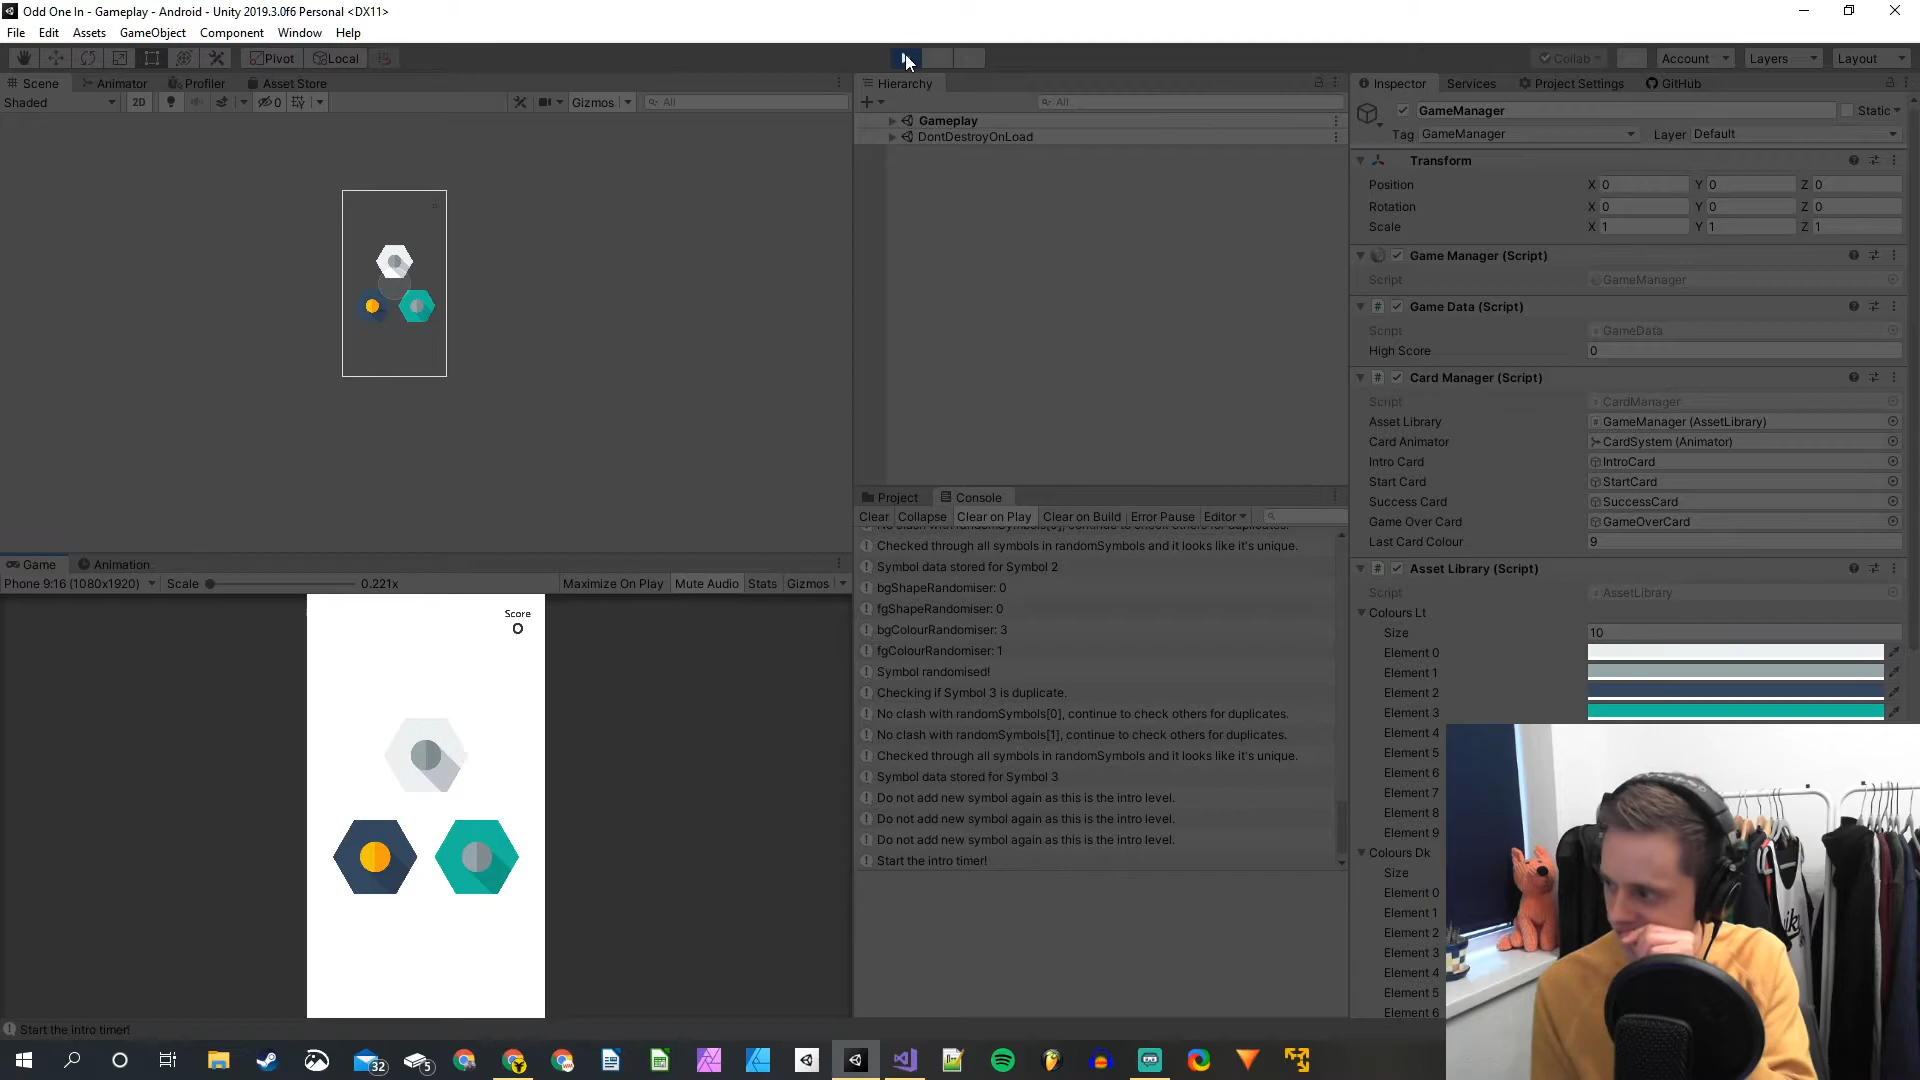 Odd One In - Gameplay - Android - Unity 2019.3.0f6 Personal <DX11>
File Edit Assets GameObject Component Window Help
Pivot Local Collab Account Layers Layout
Scene Animator Profiler Asset Store
Shaded 2D 0 Gizmos All
Hierarchy
All
Gameplay
DontDestroyOnLoad
Inspector Services Project Settings GitHub
GameManager Static
Tag GameManager Layer Default
Transform
Position X 0 Y 0 Z 0
Rotation X 0 Y 0 Z 0
Scale X 1 Y 1 Z 1
Game Manager (Script)
Script GameManager
Game Data (Script)
Script GameData
High Score 0
Card Manager (Script)
Script CardManager
Asset Library GameManager (AssetLibrary)
Card Animator CardSystem (Animator)
Intro Card IntroCard
Start Card StartCard
Success Card SuccessCard
Game Over Card GameOverCard
Last Card Colour 9
Asset Library (Script)
Script AssetLibrary
Colours Lt
Size 10
Element 0
Element 1
Element 2
Element 3
Element 4
Element 5
Element 6
Element 7
Element 8
Element 9
Colours Dk
Size
Element 0
Element 1
Element 2
Element 3
Element 4
Element 5
Element 6
Project Console
Clear Collapse Clear on Play Clear on Build Error Pause Editor
No clash with randomSymbols[0], continue to check others for duplicates.
Checked through all symbols in randomSymbols and it looks like it's unique.
Symbol data stored for Symbol 2
bgShapeRandomiser: 0
fgShapeRandomiser: 0
bgColourRandomiser: 3
fgColourRandomiser: 1
Symbol randomised!
Checking if Symbol 3 is duplicate.
No clash with randomSymbols[0], continue to check others for duplicates.
No clash with randomSymbols[1], continue to check others for duplicates.
Checked through all symbols in randomSymbols and it looks like it's unique.
Symbol data stored for Symbol 3
Do not add new symbol again as this is the intro level.
Do not add new symbol again as this is the intro level.
Do not add new symbol again as this is the intro level.
Start the intro timer!
Game Animation
Phone 9:16 (1080x1920) Scale 0.221x Maximize On Play Mute Audio Stats Gizmos
Score
0
Start the intro timer!
32 5